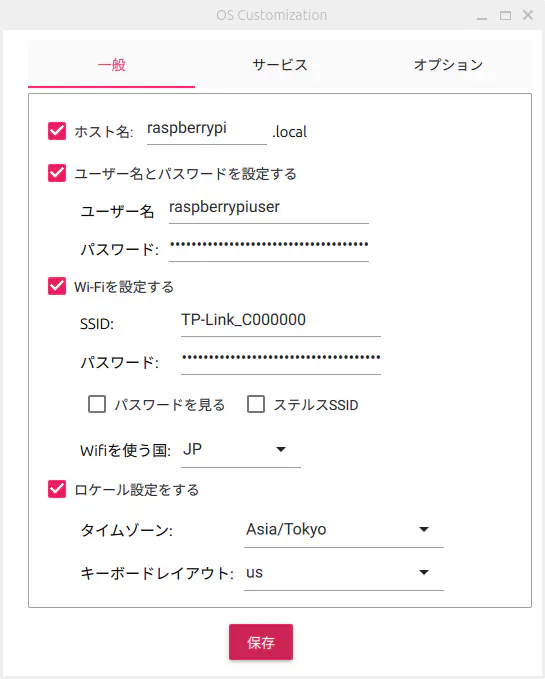 OS Customization
一般 サービス オプション
ホスト名: raspberrypi .local
ユーザー名とパスワードを設定する
ユーザー名 raspberrypiuser
パスワード: •••••••••••••••••••••••••••••••••••••
Wi-Fiを設定する
SSID: TP-Link_C000000
パスワード: •••••••••••••••••••••••••••••••••••••
パスワードを見る ステルスSSID
Wifiを使う国: JP
ロケール設定をする
タイムゾーン: Asia/Tokyo
キーボードレイアウト: us
保存